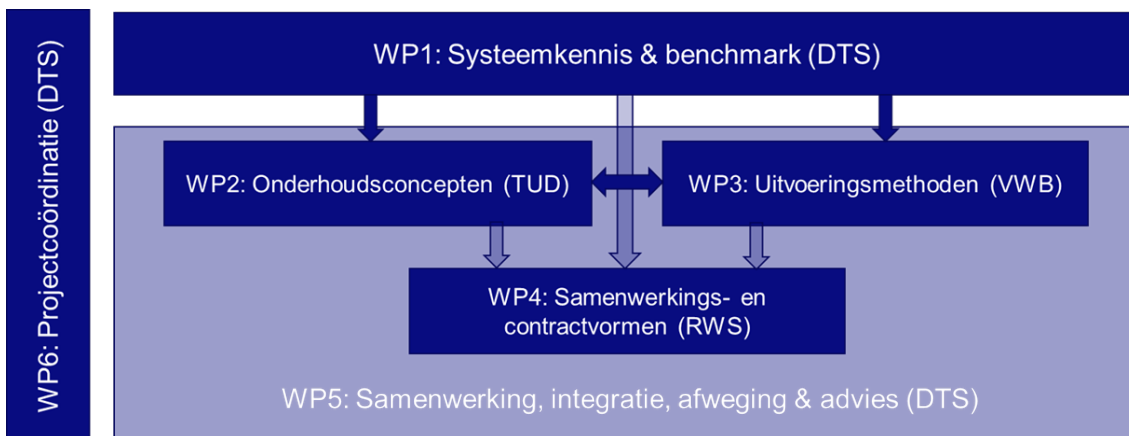 WP6: Projectcoördinatie (DTS)
WP1: Systeemkennis & benchmark (DTS)
WP2: Onderhoudsconcepten (TUD)
WP3: Uitvoeringsmethoden (VWB)
WP4: Samenwerkings- en
contractvormen (RWS)
WP5: Samenwerking, integratie, afweging & advies (DTS)